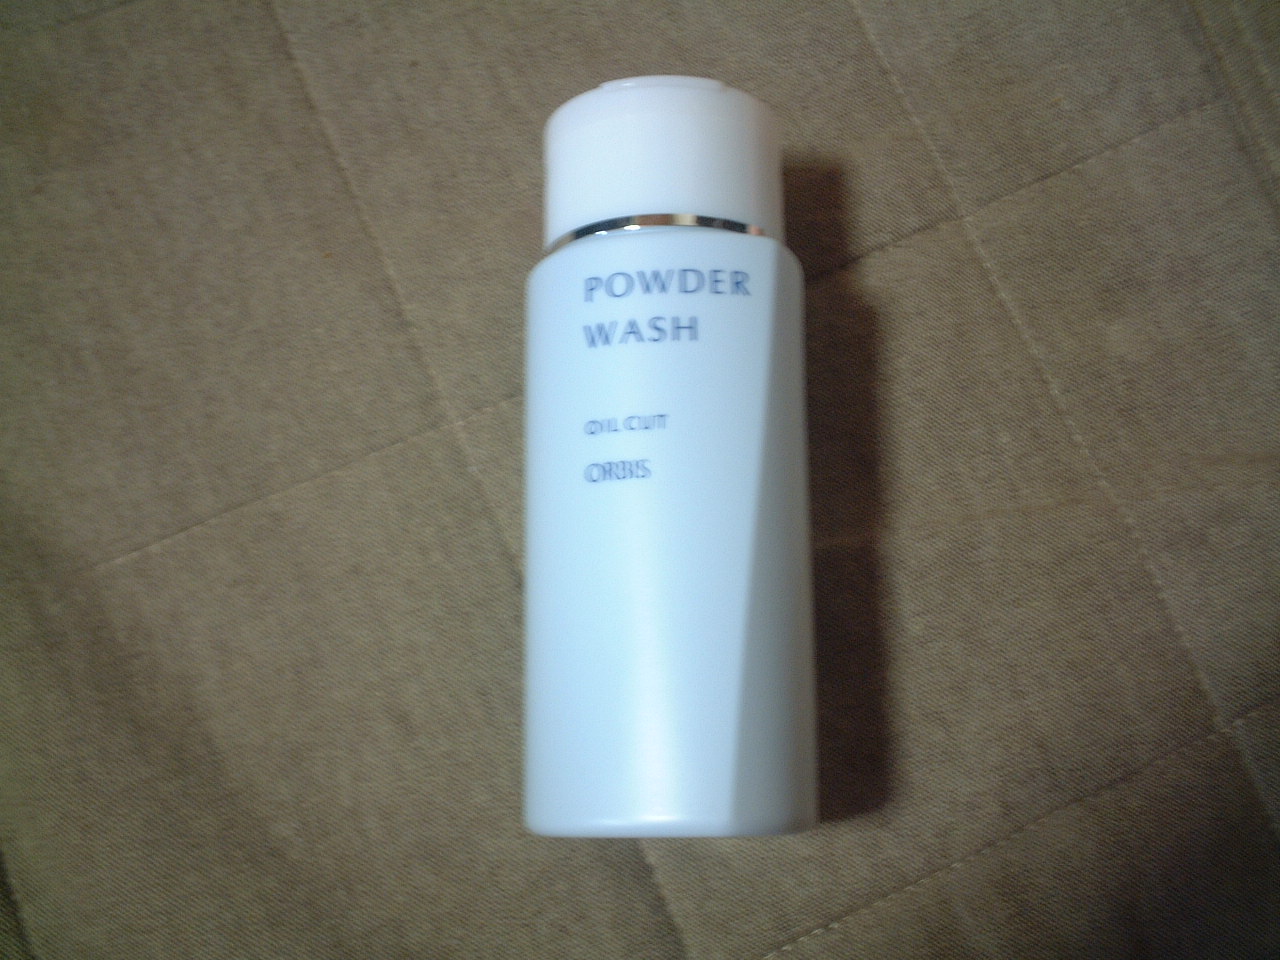 POWDER
WASH
OIL CUT
ORBIS